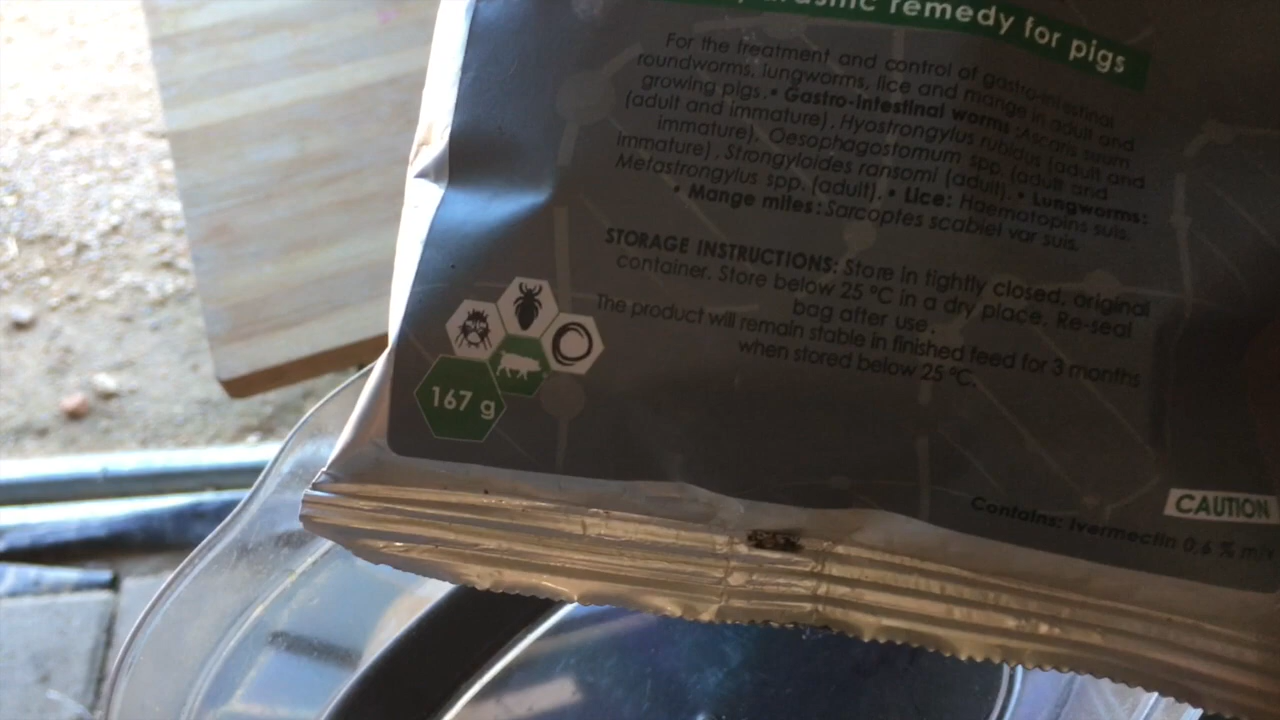 remedy for pigs
For the treatment and control of gastro-intestinal
roundworms, lungworms, lice and mange in adult and
growing pigs. • Gastro-intestinal worms: Ascaris suum
(adult and immature), Hyostrongylus rubidus (adult and
immature), Oesophagostomum spp. (adult and
immature), Strongyloides ransomi (adult). • Lungworms:
Metastrongylus spp. (adult). • Lice: Haematopins suis.
• Mange mites: Sarcoptes scabiei var suis.
STORAGE INSTRUCTIONS: Store in tightly closed, original
container. Store below 25 °C in a dry place. Re-seal
bag after use.
The product will remain stable in finished feed for 3 months
when stored below 25 °C.
167 g
CAUTION
Contains: Ivermectin 0,6 %